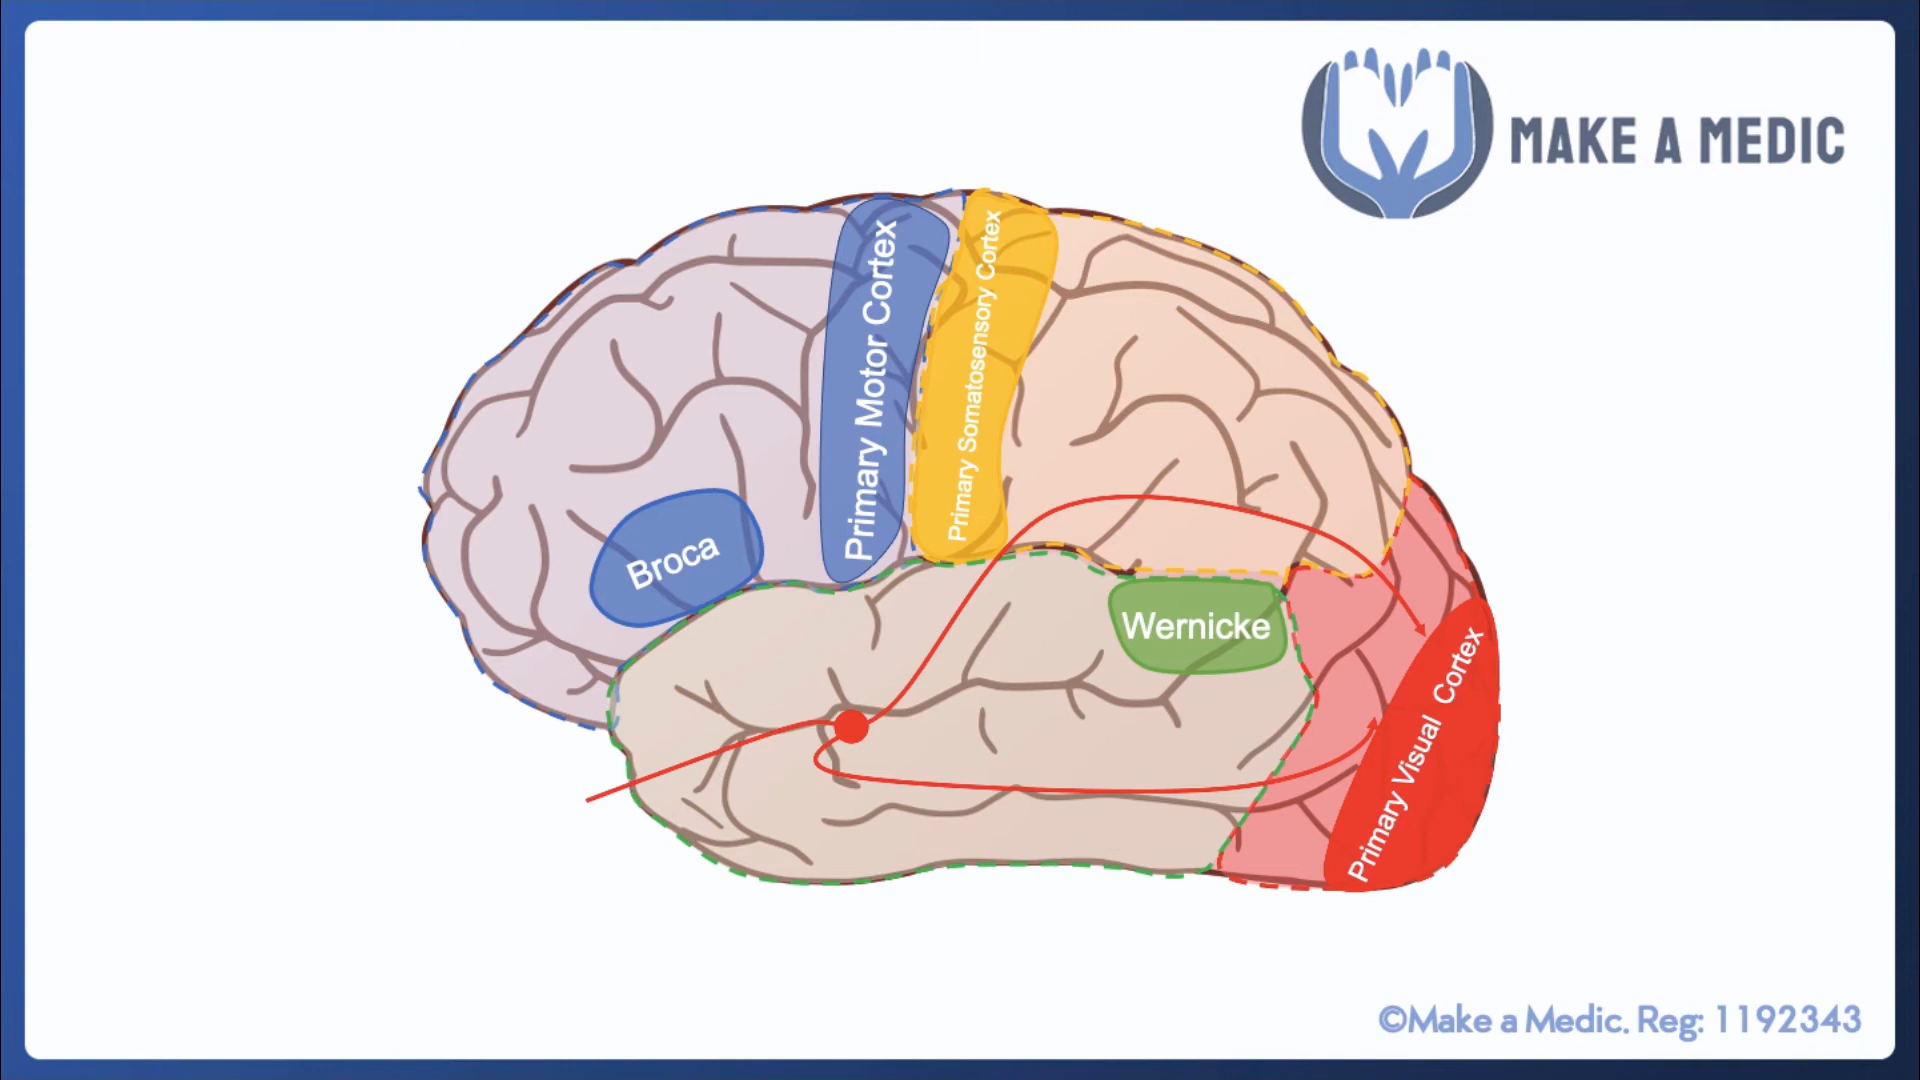 MAKE A MEDIC
Primary Motor Cortex
Primary Somatosensory Cortex
Broca
Wernicke
Primary Visual Cortex
©Make a Medic. Reg: 1192343